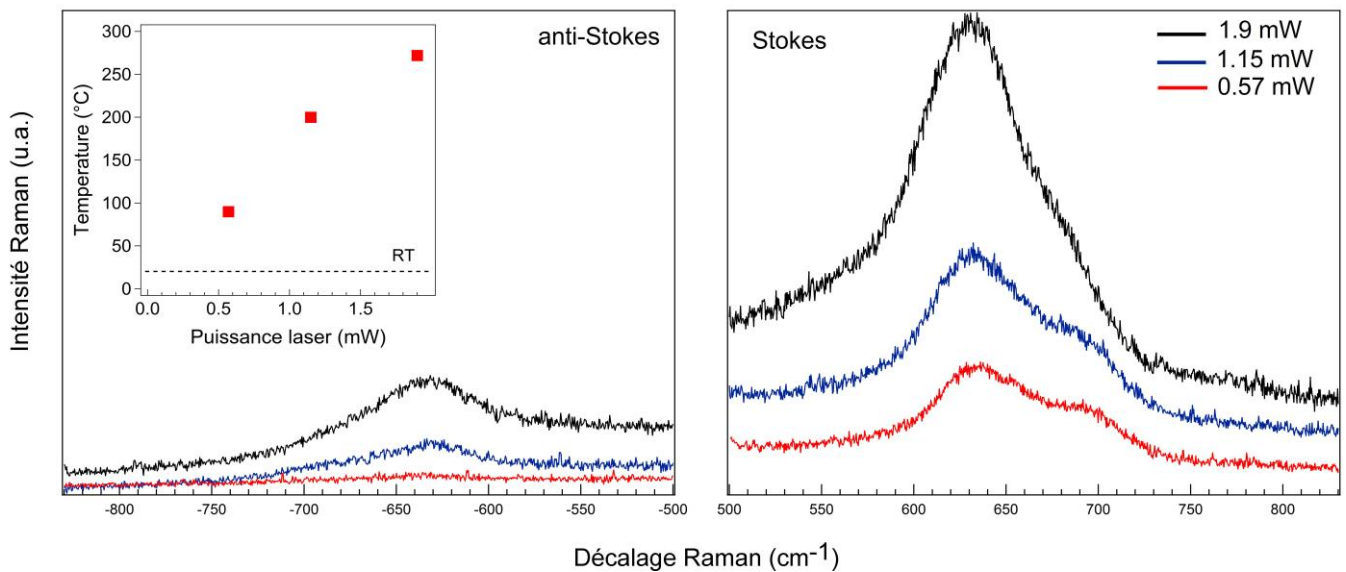 Intensité Raman (u.a.)
anti-Stokes
300
250
200
150
100
50
0
Temperature (°C)
RT
0.0
0.5
1.0
1.5
Puissance laser (mW)
-800
-750
-700
-650
-600
-550
-500
Stokes
1.9 mW
1.15 mW
0.57 mW
500
550
600
650
700
750
800
Décalage Raman (cm-1)